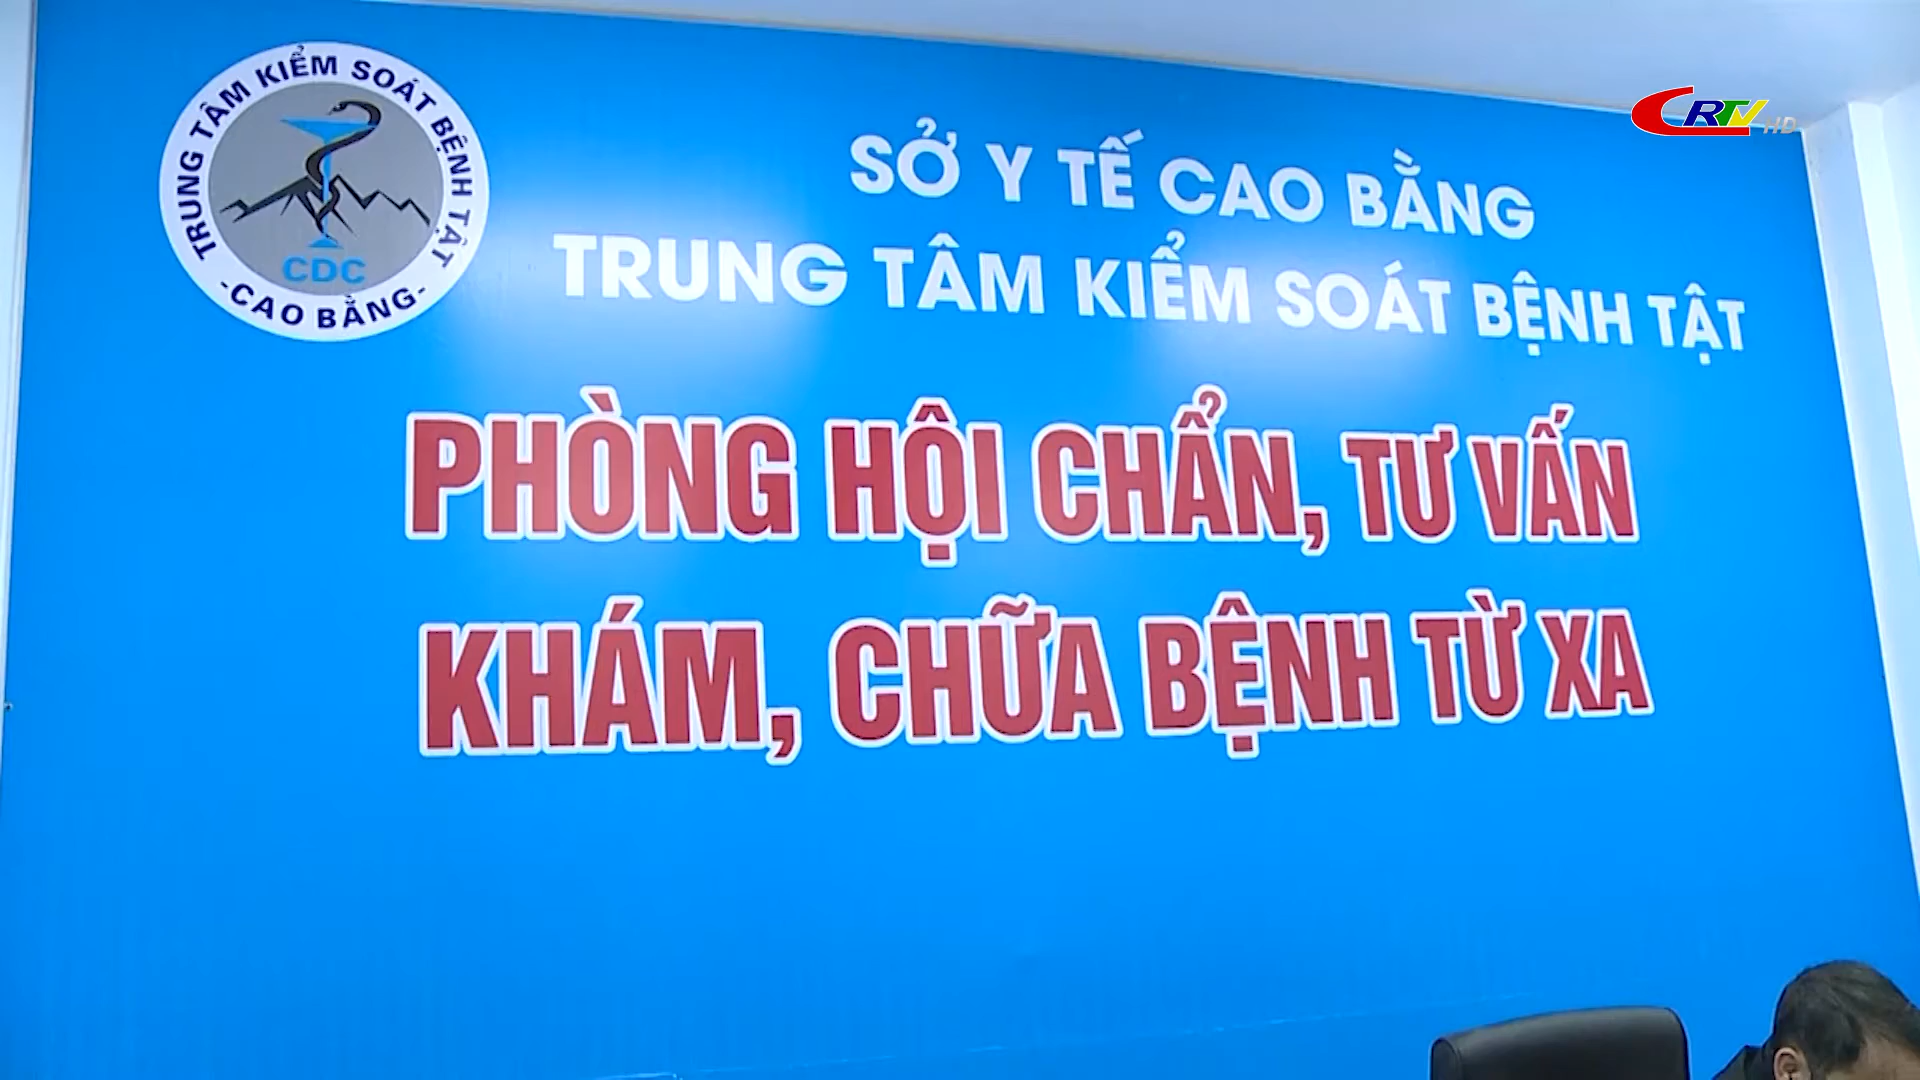 TRUNG TÂM KIỂM SOÁT BỆNH TẬT
CDC
-CAO BẰNG-
CRTV HD
SỞ Y TẾ CAO BẰNG
TRUNG TÂM KIỂM SOÁT BỆNH TẬT
PHÒNG HỘI CHẨN, TƯ VẤN
KHÁM, CHỮA BỆNH TỪ XA